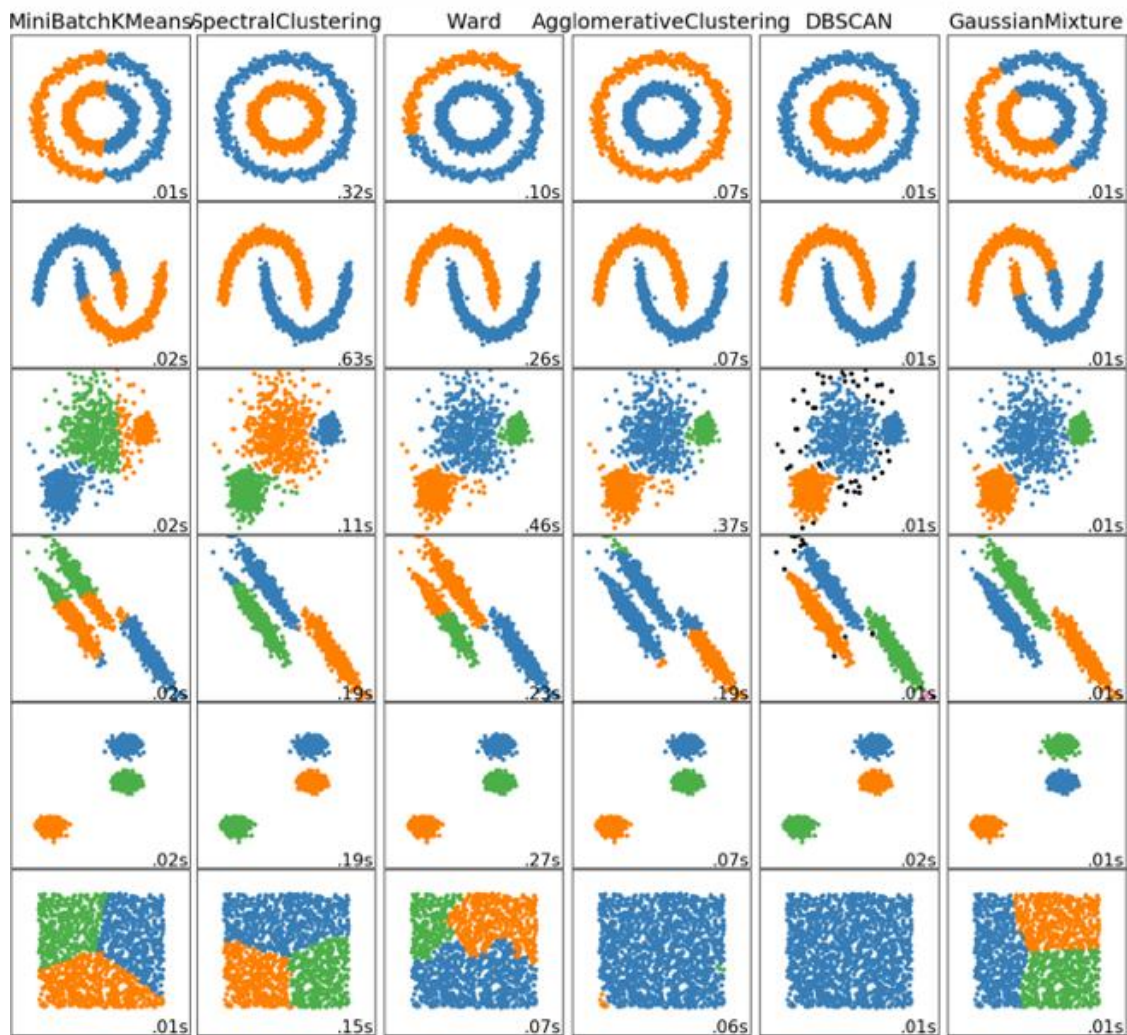 MiniBatchKMeans SpectralClustering Ward AgglomerativeClustering DBSCAN GaussianMixture
.01s .32s .10s .07s .01s .01s
.02s .63s .26s .07s .01s .01s
.02s .11s .46s .37s .01s .01s
.02s .19s .23s .19s .01s .01s
.02s .19s .27s .07s .02s .01s
.01s .15s .07s .06s .01s .01s